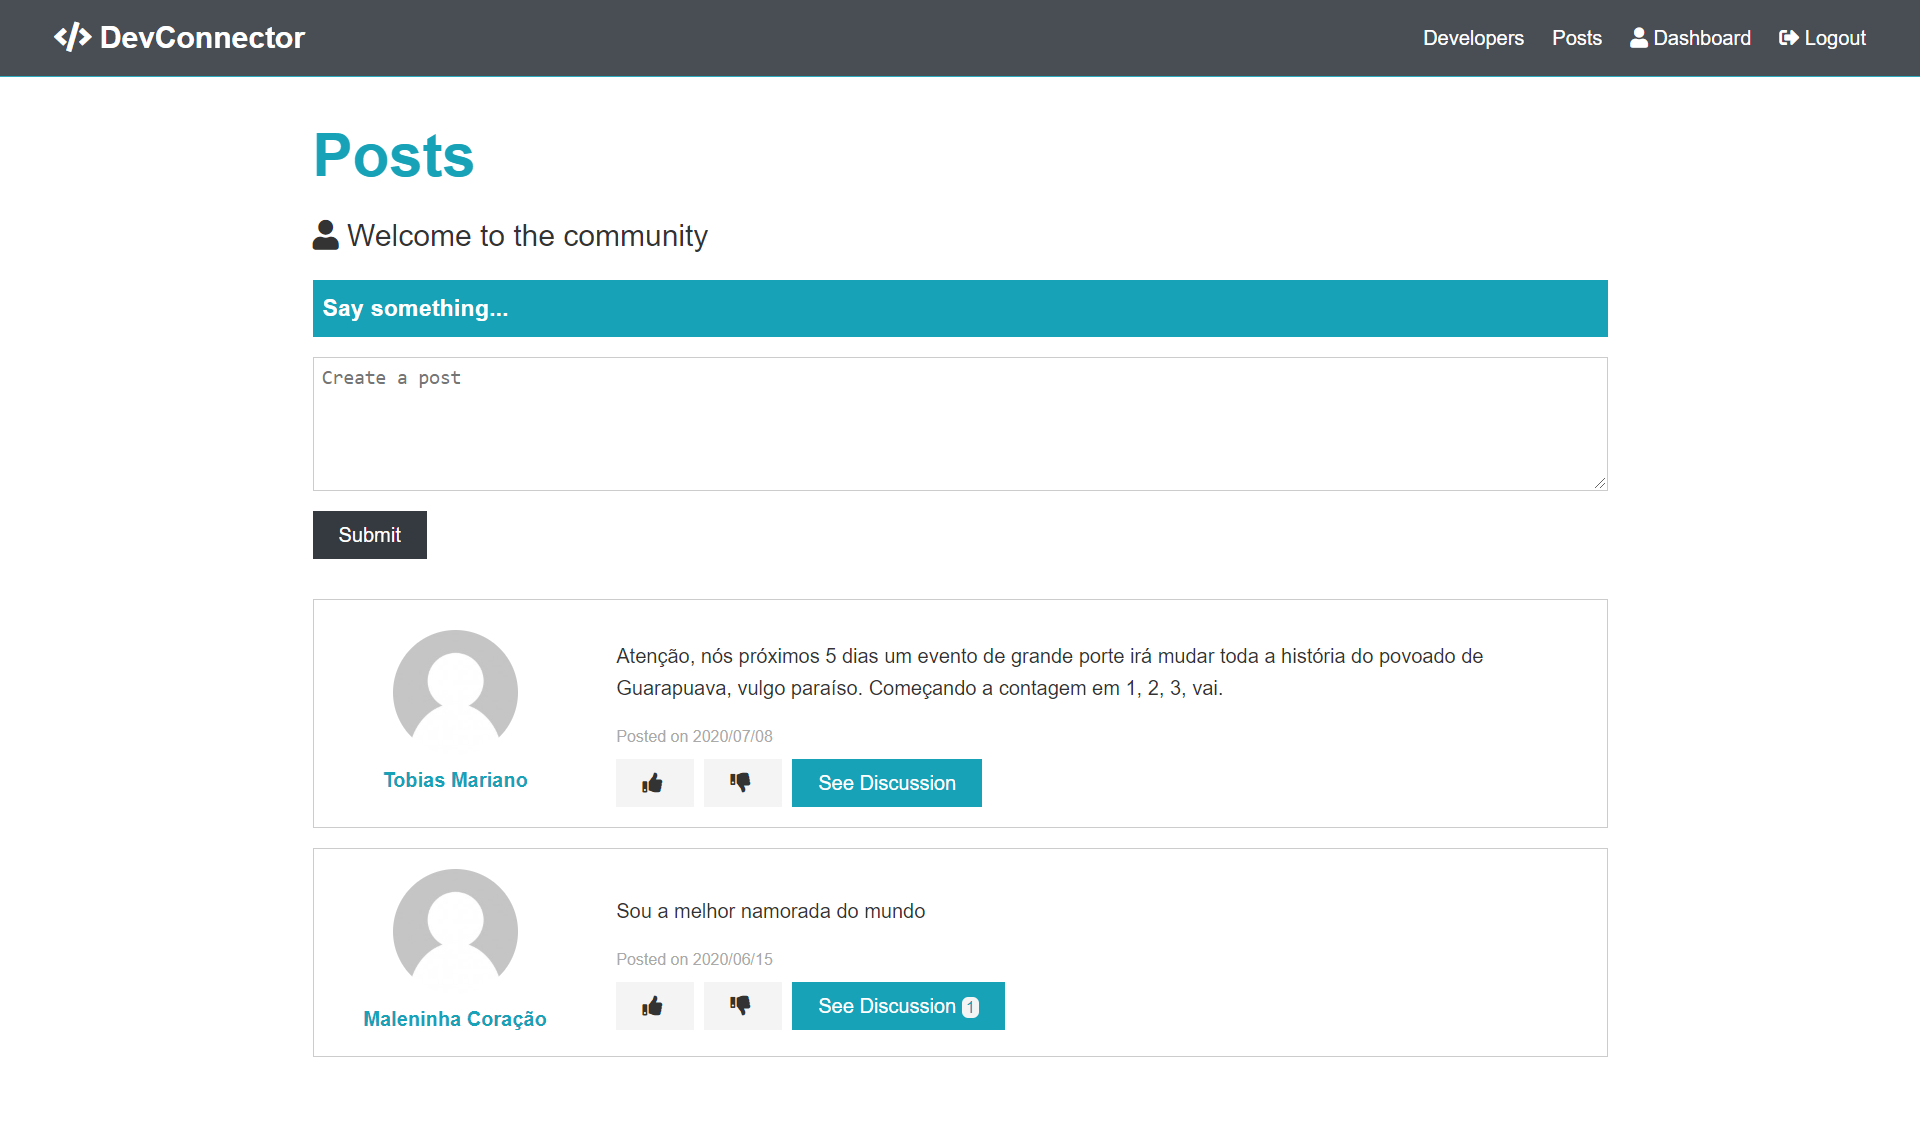 DevConnector
Developers Posts Dashboard Logout
Posts
Welcome to the community
Say something...
Create a post
Submit
Atenção, nós próximos 5 dias um evento de grande porte irá mudar toda a história do povoado de
Guarapuava, vulgo paraíso. Começando a contagem em 1, 2, 3, vai.
Posted on 2020/07/08
Tobias Mariano
See Discussion
Sou a melhor namorada do mundo
Posted on 2020/06/15
Maleninha Coração
See Discussion 1